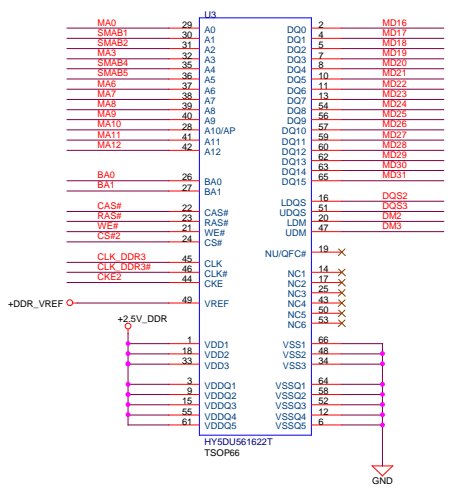 U3
MA0 29 A0 DQ0 2 MD16
SMAB1 30 A1 DQ1 4 MD17
SMAB2 31 A2 DQ2 5 MD18
MA3 32 A3 DQ3 7 MD19
SMAB4 35 A4 DQ4 8 MD20
SMAB5 36 A5 DQ5 10 MD21
MA6 37 A6 DQ6 11 MD22
MA7 38 A7 DQ7 13 MD23
MA8 39 A8 DQ8 54 MD24
MA9 40 A9 DQ9 56 MD25
MA10 28 A10/AP DQ10 57 MD26
MA11 41 A11 DQ11 59 MD27
MA12 42 A12 DQ12 60 MD28
DQ13 62 MD29
DQ14 63 MD30
DQ15 65 MD31
BA0 26 BA0
BA1 27 BA1
LDQS 16 DQS2
CAS# 22 CAS# UDQS 51 DQS3
RAS# 23 RAS# LDM 20 DM2
WE# 21 WE# UDM 47 DM3
CS#2 24 CS#
NU/QFC# 19
CLK_DDR3 45 CLK
CLK_DDR3# 46 CLK# NC1 14
CKE2 44 CKE NC2 17
NC3 25
+DDR_VREF 49 VREF NC4 43
NC5 50
+2.5V_DDR NC6 53
1 VDD1 VSS1 66
18 VDD2 VSS2 48
33 VDD3 VSS3 34
3 VDDQ1 VSSQ1 64
9 VDDQ2 VSSQ2 58
15 VDDQ3 VSSQ3 52
55 VDDQ4 VSSQ4 12
61 VDDQ5 VSSQ5 6
HY5DU561622T
TSOP66
GND